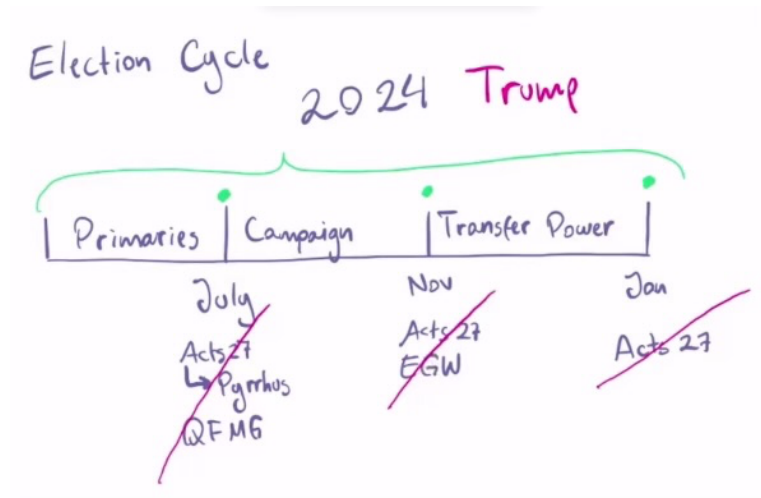 Election Cycle
2024 Trump
Primaries Campaign Transfer Power
July Nov Jan
Acts 27 Acts 27 Acts 27
↳ Pyrrhus EGW
QFMG